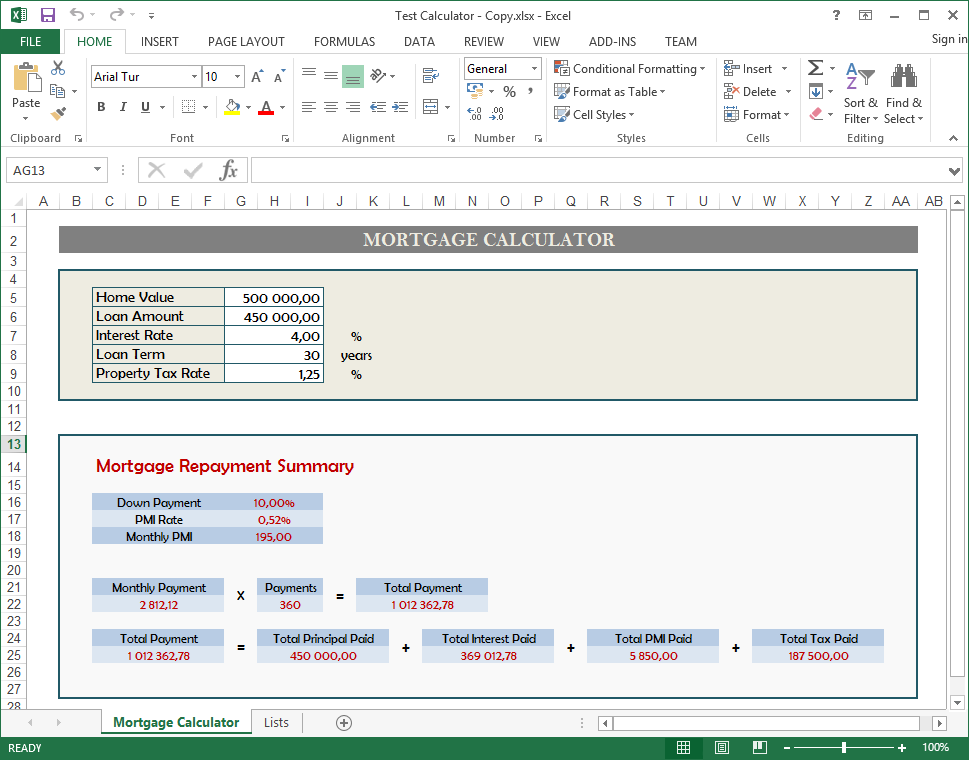 Test Calculator - Copy.xlsx - Excel
?
FILE HOME INSERT PAGE LAYOUT FORMULAS DATA REVIEW VIEW ADD-INS TEAM Sign in
Paste
Arial Tur 10
B I U A
General
% ,
Conditional Formatting
Format as Table
Cell Styles
Insert
Delete
Format
Sort & Filter
Find & Select
Clipboard Font Alignment Number Styles Cells Editing
AG13 fx
A B C D E F G H I J K L M N O P Q R S T U V W X Y Z AA AB
1
2 MORTGAGE CALCULATOR
3
4
5 Home Value 500 000,00
6 Loan Amount 450 000,00
7 Interest Rate 4,00 %
8 Loan Term 30 years
9 Property Tax Rate 1,25 %
10
11
12
13
14 Mortgage Repayment Summary
15
16 Down Payment 10,00%
17 PMI Rate 0,52%
18 Monthly PMI 195,00
19
20
21 Monthly Payment Payments Total Payment
x =
22 2 812,12 360 1 012 362,78
23
24 Total Payment Total Principal Paid Total Interest Paid Total PMI Paid Total Tax Paid
= + + +
25 1 012 362,78 450 000,00 369 012,78 5 850,00 187 500,00
26
27
28
Mortgage Calculator Lists
READY 100%